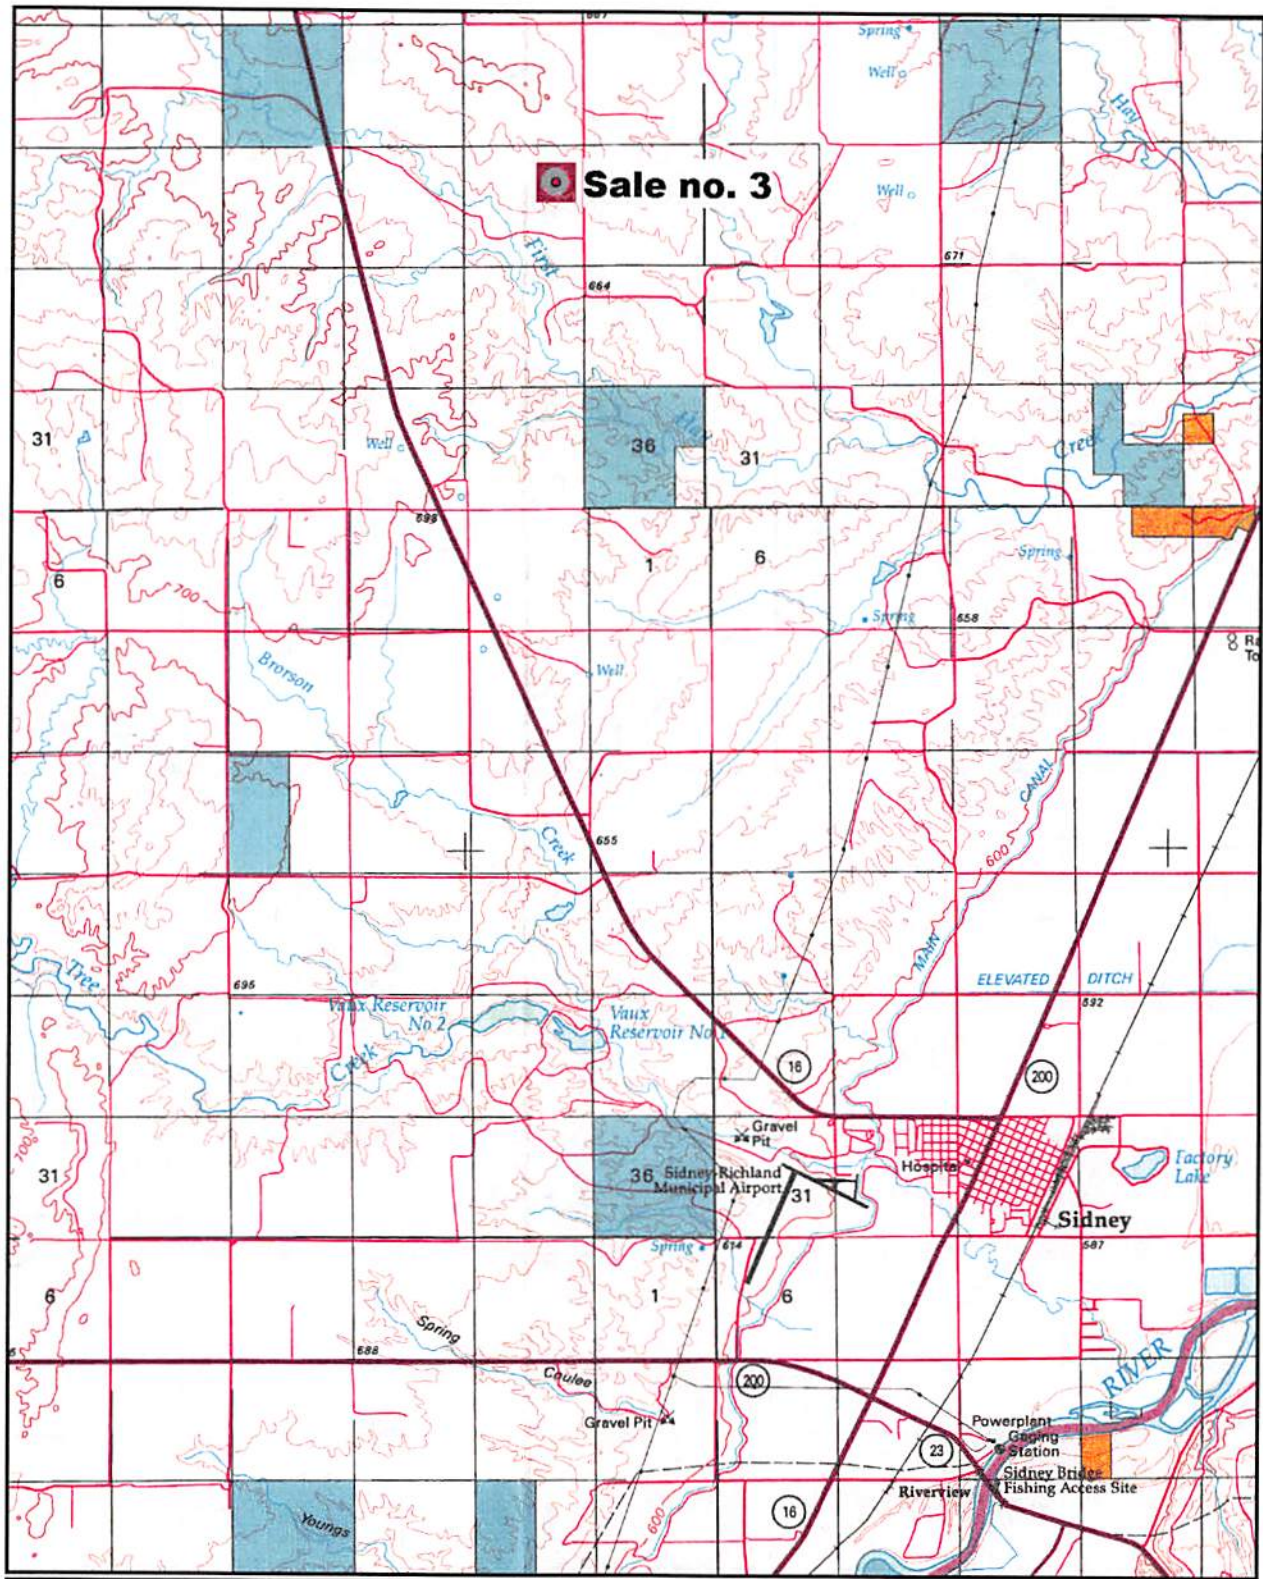 667
Spring
Well
Hay
Sale no. 3
Well
First
671
664
Hay
31
Well
36
31
Creek
699
Spring
6
700
1
6
Spring
658
Brorson
Well
CANAL
Creek
655
600
MAIN
Tree
ELEVATED DITCH
695
592
Vaux Reservoir
No 2
Vaux
Reservoir No 1
Creek
16
200
Gravel
Pit
700
31
36
Sidney-Richland
Municipal Airport
31
Hospital
Factory
Lake
Sidney
Spring
614
587
6
1
6
Spring
688
RIVER
Coulee
200
Gravel Pit
Powerplant
Gaging
Station
23
Sidney Bridge
Fishing Access Site
Riverview
16
Youngs
600